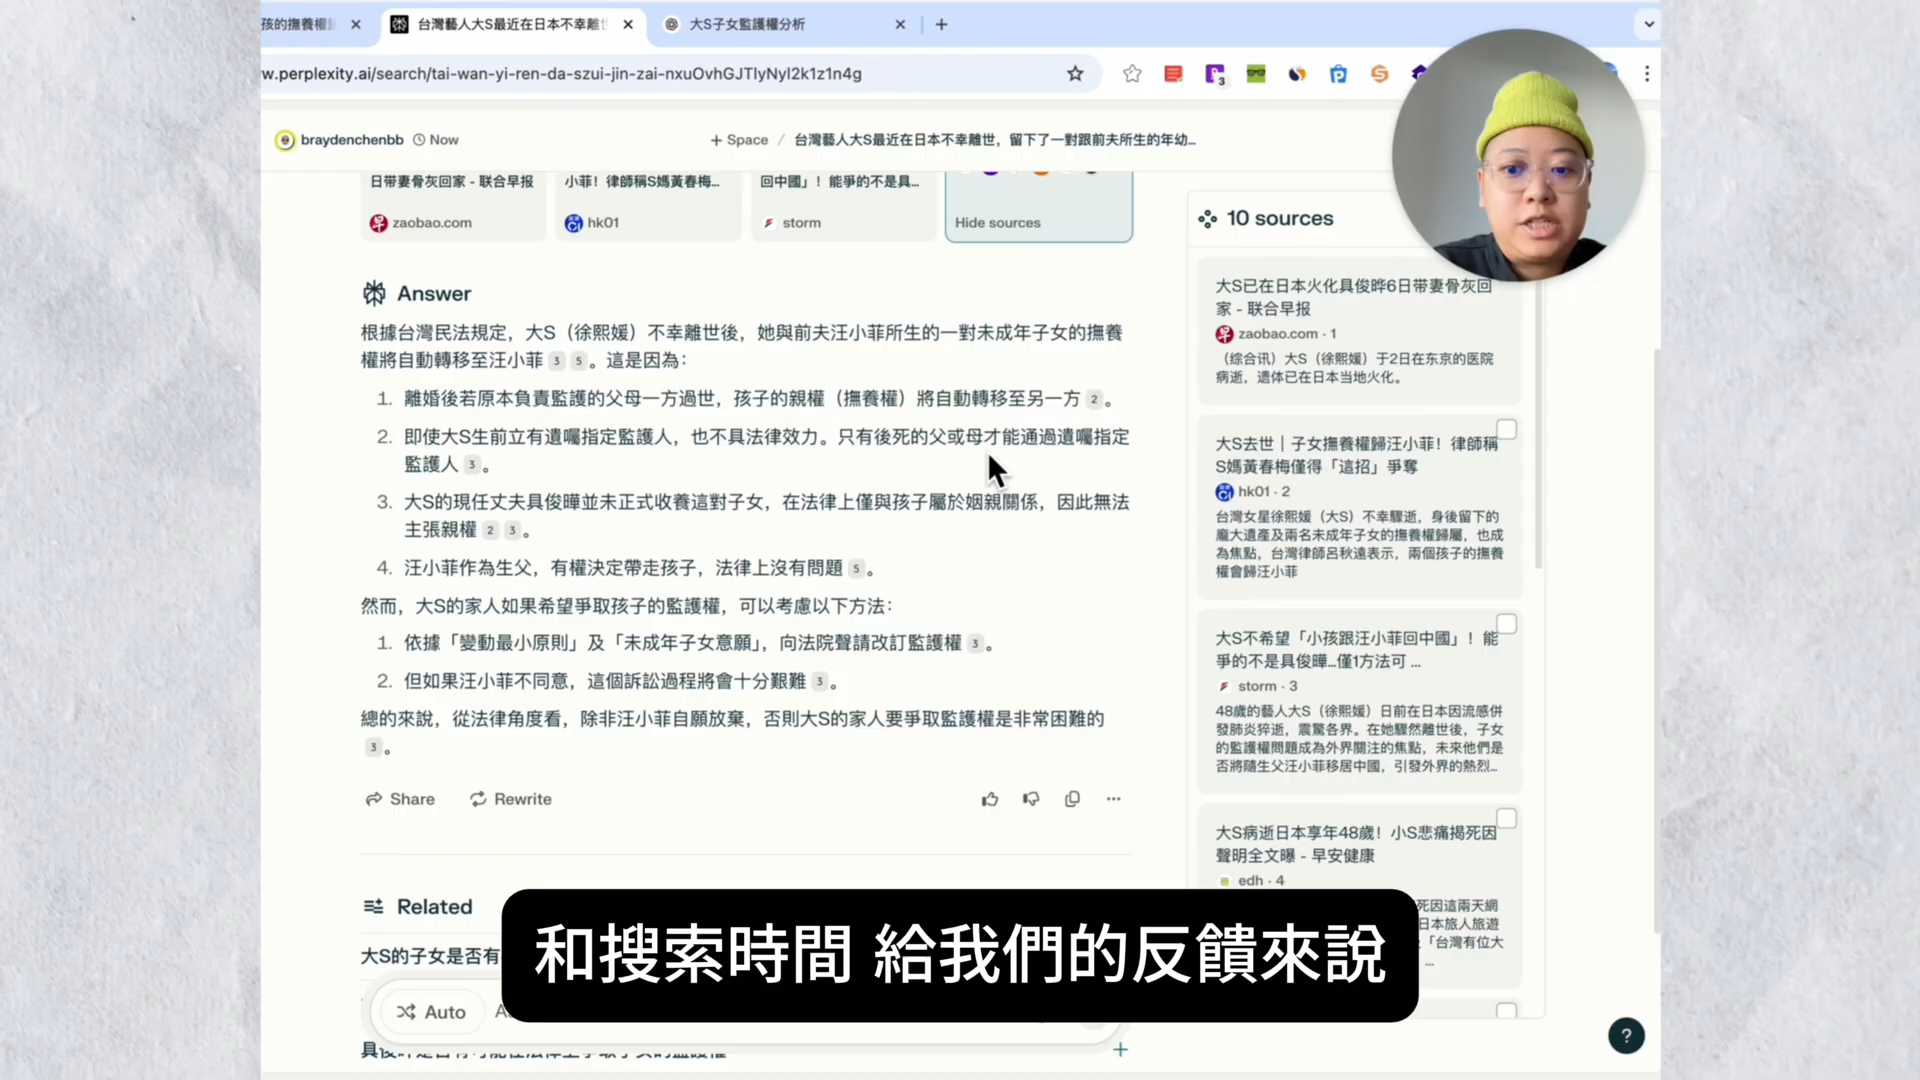 孩的撫養權
台灣藝人大S最近在日本不幸離世
大S子女監護權分析
w.perplexity.ai/search/tai-wan-yi-ren-da-szui-jin-zai-nxuOvhGJTIyNyl2k1z1n4g
3
braydenchenbb Now
+ Space / 台灣藝人大S最近在日本不幸離世，留下了一對跟前夫所生的年幼...
日帶妻骨灰回家 - 联合早报
zaobao.com
小菲！律師稱S媽黃春梅...
hk01
回中國」！能爭的不是具...
storm
Hide sources
Answer
根據台灣民法規定，大S（徐熙媛）不幸離世後，她與前夫汪小菲所生的一對未成年子女的撫養
權將自動轉移至汪小菲 3 5 。這是因為：
1. 離婚後若原本負責監護的父母一方過世，孩子的親權（撫養權）將自動轉移至另一方 2 。
2. 即使大S生前立有遺囑指定監護人，也不具法律效力。只有後死的父或母才能通過遺囑指定
監護人 3 。
3. 大S的現任丈夫具俊曄並未正式收養這對子女，在法律上僅與孩子屬於姻親關係，因此無法
主張親權 2 3 。
4. 汪小菲作為生父，有權決定帶走孩子，法律上沒有問題 5 。
然而，大S的家人如果希望爭取孩子的監護權，可以考慮以下方法：
1. 依據「變動最小原則」及「未成年子女意願」，向法院聲請改訂監護權 3 。
2. 但如果汪小菲不同意，這個訴訟過程將會十分艱難 3 。
總的來說，從法律角度看，除非汪小菲自願放棄，否則大S的家人要爭取監護權是非常困難的
3 。
Share Rewrite
Related
大S的子女是否有
Auto
10 sources
大S已在日本火化具俊晔6日带妻骨灰回
家 - 联合早报
zaobao.com · 1
（综合讯）大S（徐熙媛）于2日在东京的医院
病逝，遗体已在日本当地火化。
大S去世｜子女撫養權歸汪小菲！律師稱
S媽黃春梅僅得「這招」爭奪
hk01 · 2
台灣女星徐熙媛（大S）不幸驟逝，身後留下的
龐大遺產及兩名未成年子女的撫養權歸屬，也成
為焦點，台灣律師呂秋遠表示，兩個孩子的撫養
權會歸汪小菲
大S不希望「小孩跟汪小菲回中國」！能
爭的不是具俊曄...僅1方法可 ...
storm · 3
48歲的藝人大S（徐熙媛）日前在日本因流感併
發肺炎猝逝，震驚各界。在她驟然離世後，子女
的監護權問題成為外界關注的焦點，未來他們是
否將隨生父汪小菲移居中國，引發外界的熱烈...
大S病逝日本享年48歲！小S悲痛揭死因
聲明全文曝 - 早安健康
edh · 4
死因這兩天網
日本旅人旅遊
「台灣有位大
...
和搜索時間 給我們的反饋來說
?